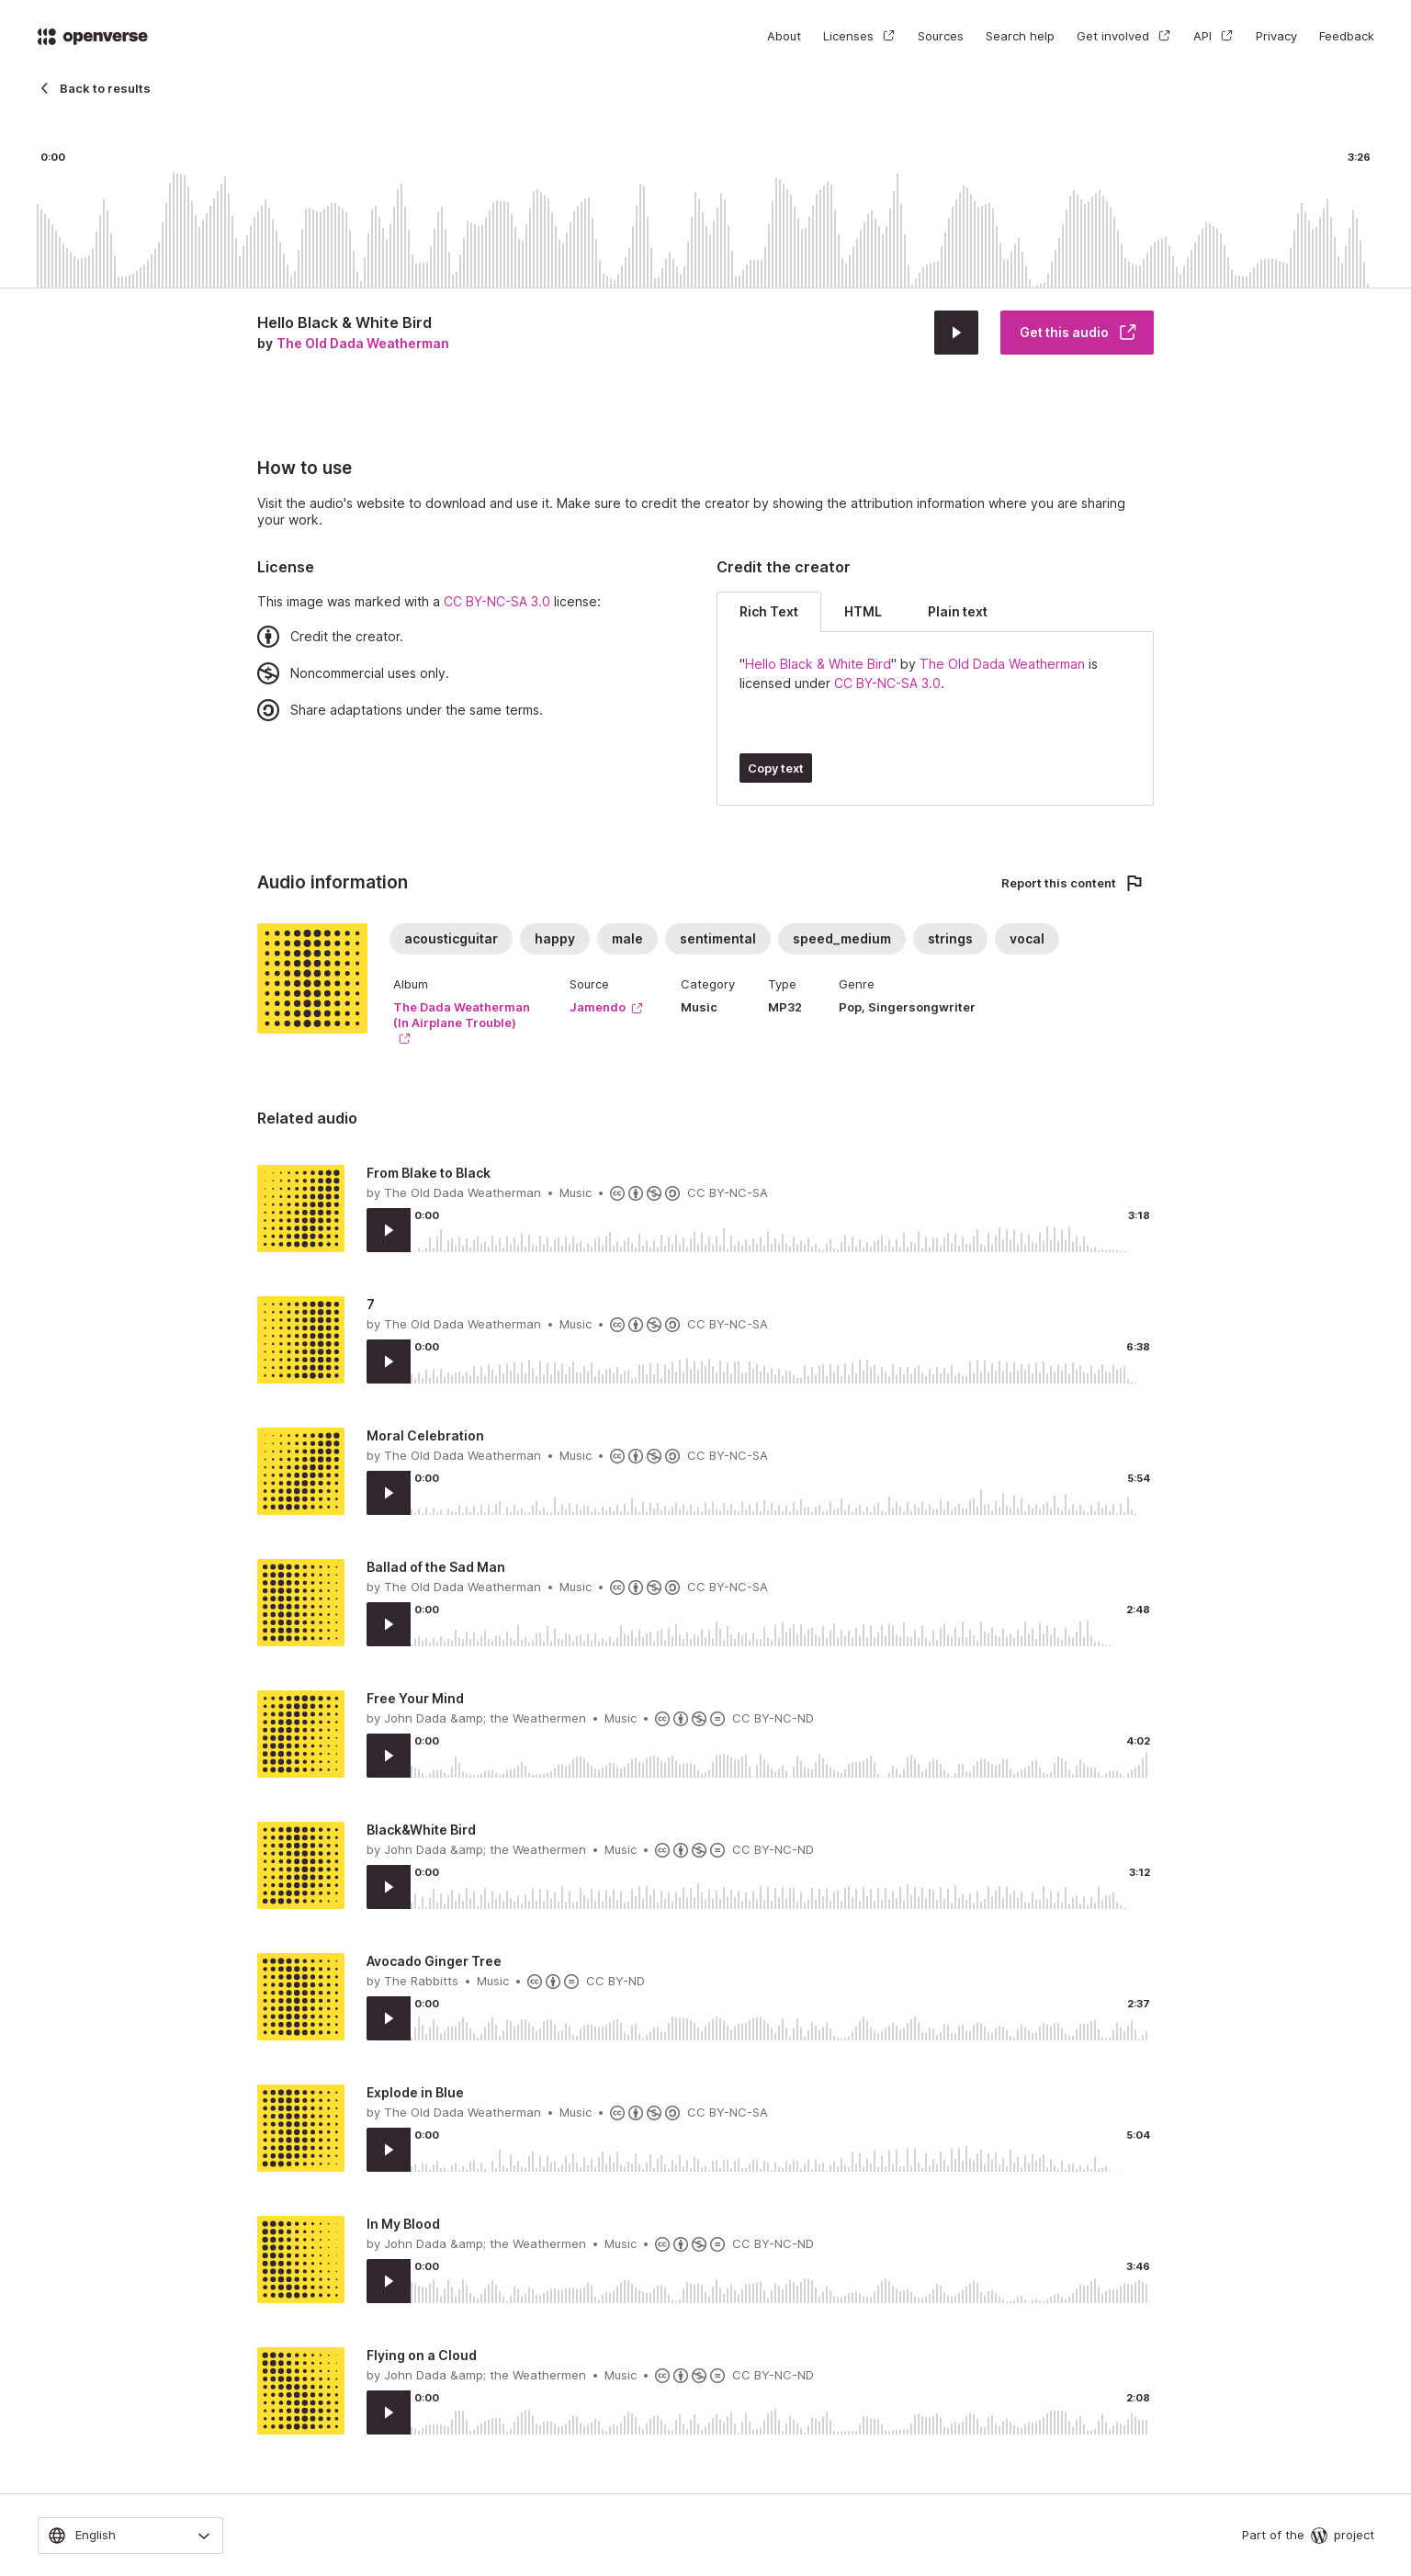 openverse
About Licenses Sources Search help Get involved API Privacy Feedback
Back to results
0:00 3:26
Hello Black & White Bird
by The Old Dada Weatherman
Get this audio
How to use
Visit the audio's website to download and use it. Make sure to credit the creator by showing the attribution information where you are sharing
your work.
License
This image was marked with a CC BY-NC-SA 3.0 license:
Credit the creator.
Noncommercial uses only.
Share adaptations under the same terms.
Credit the creator
Rich Text HTML Plain text
"Hello Black & White Bird" by The Old Dada Weatherman is
licensed under CC BY-NC-SA 3.0.
Copy text
Audio information
Report this content
acousticguitar happy male sentimental speed_medium strings vocal
Album Source Category Type Genre
The Dada Weatherman
(In Airplane Trouble)
Jamendo Music MP32 Pop, Singersongwriter
Related audio
From Blake to Black
by The Old Dada Weatherman • Music • CC BY-NC-SA
0:00 3:18
7
by The Old Dada Weatherman • Music • CC BY-NC-SA
0:00 6:38
Moral Celebration
by The Old Dada Weatherman • Music • CC BY-NC-SA
0:00 5:54
Ballad of the Sad Man
by The Old Dada Weatherman • Music • CC BY-NC-SA
0:00 2:48
Free Your Mind
by John Dada &amp; the Weathermen • Music • CC BY-NC-ND
0:00 4:02
Black&White Bird
by John Dada &amp; the Weathermen • Music • CC BY-NC-ND
0:00 3:12
Avocado Ginger Tree
by The Rabbitts • Music • CC BY-ND
0:00 2:37
Explode in Blue
by The Old Dada Weatherman • Music • CC BY-NC-SA
0:00 5:04
In My Blood
by John Dada &amp; the Weathermen • Music • CC BY-NC-ND
0:00 3:46
Flying on a Cloud
by John Dada &amp; the Weathermen • Music • CC BY-NC-ND
0:00 2:08
English
Part of the project